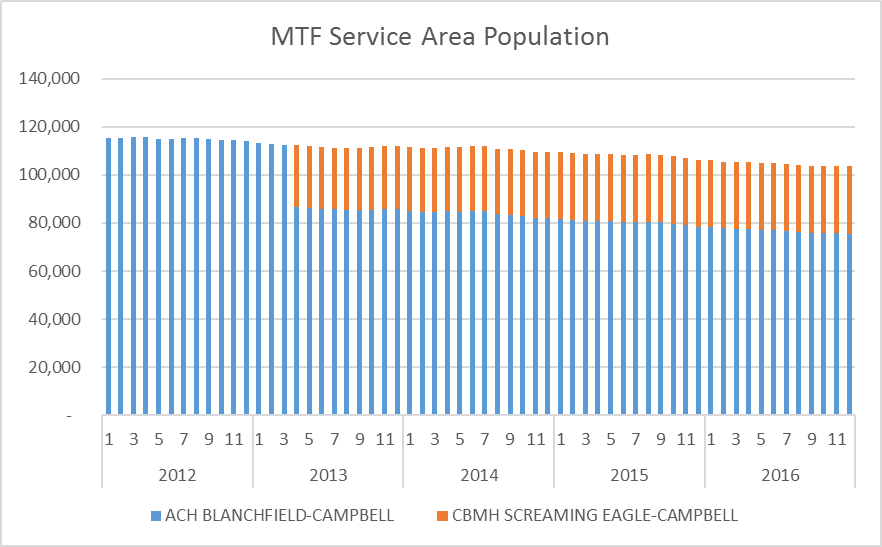 MTF Service Area Population
140,000
120,000
100,000
80,000
60,000
40,000
20,000
-
1 3 5 7 9 11 1 3 5 7 9 11 1 3 5 7 9 11 1 3 5 7 9 11 1 3 5 7 9 11
2012 2013 2014 2015 2016
ACH BLANCHFIELD-CAMPBELL CBMH SCREAMING EAGLE-CAMPBELL